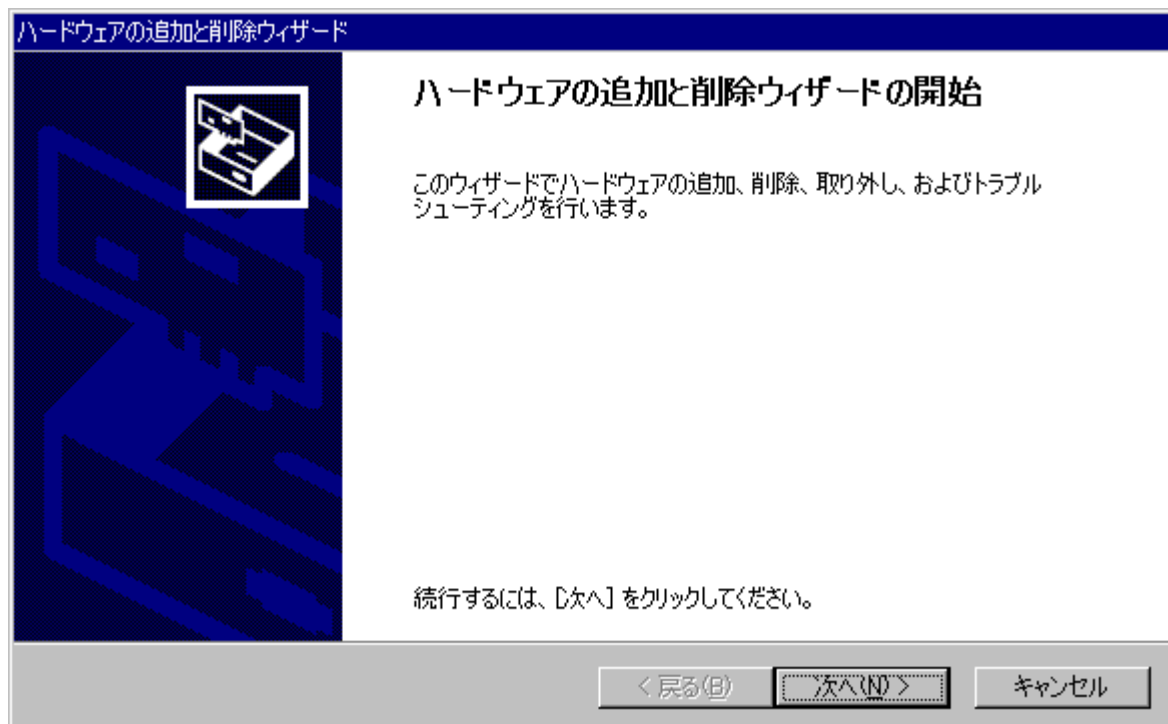 ハードウェアの追加と削除ウィザード
ハードウェアの追加と削除ウィザードの開始
このウィザードでハードウェアの追加、削除、取り外し、およびトラブル
シューティングを行います。
続行するには、[次へ] をクリックしてください。
< 戻る(B)
次へ(N) >
キャンセル